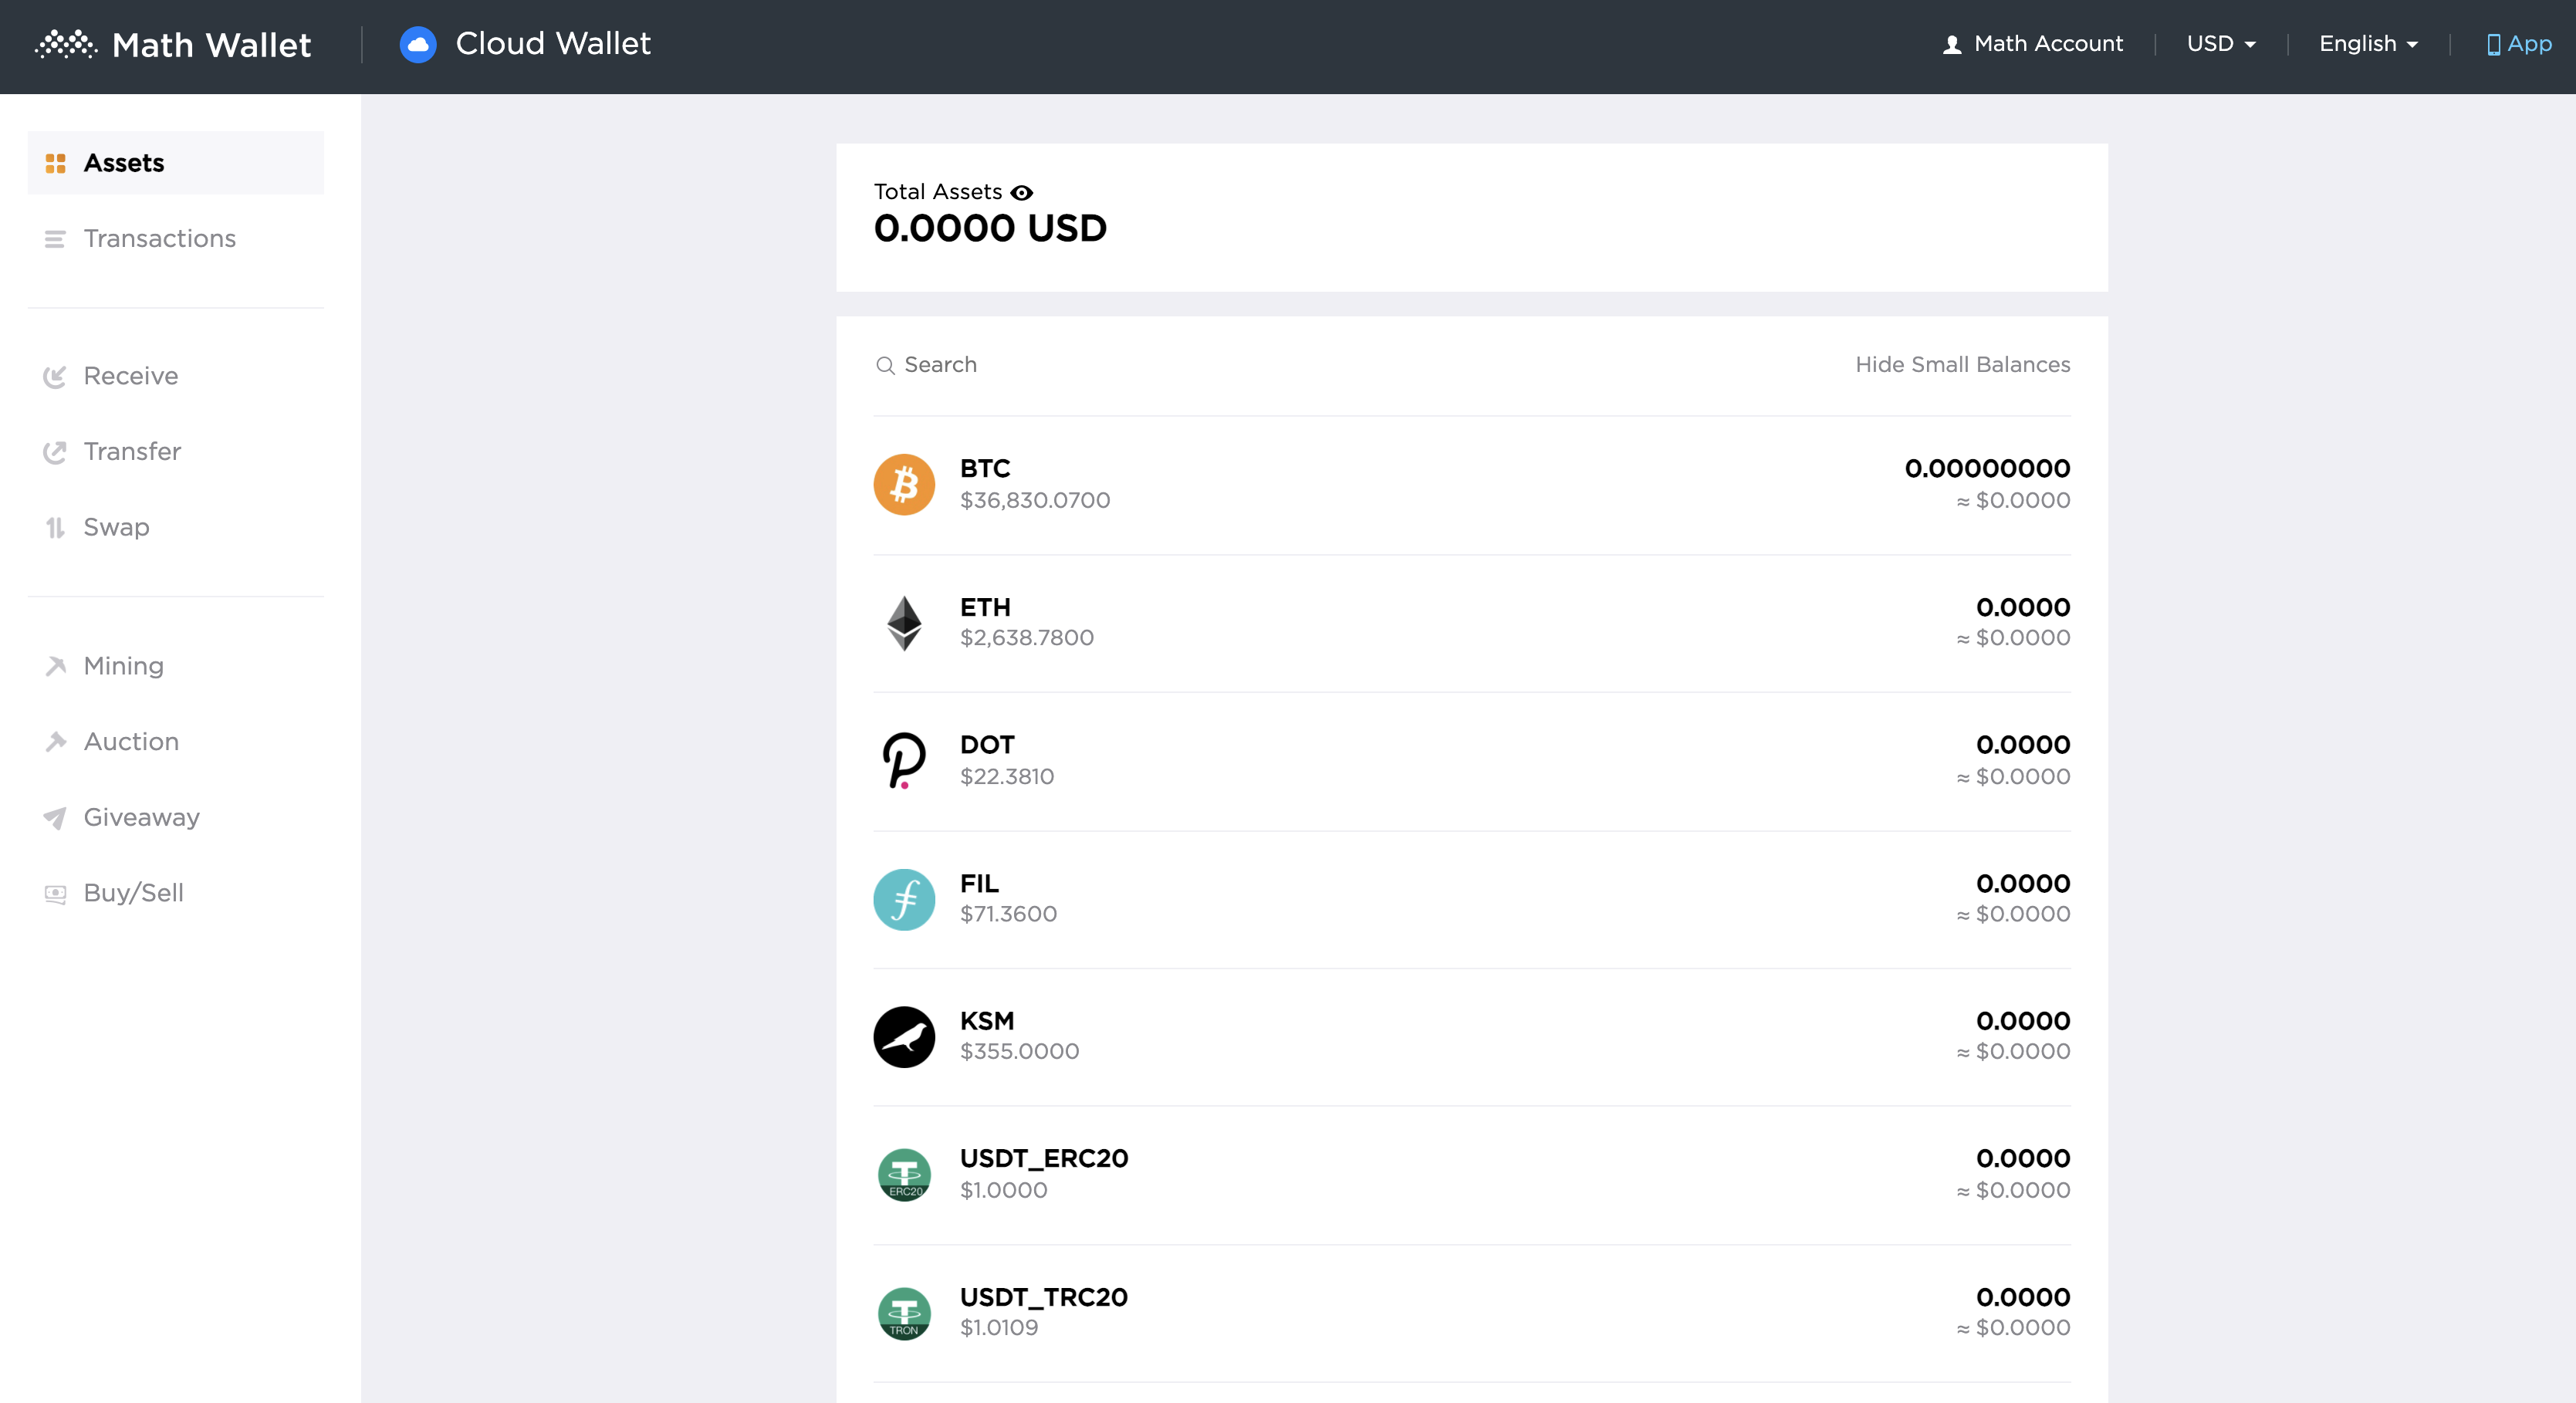 Math Wallet
Cloud Wallet
Math Account
USD
English
App
Assets
Transactions
Receive
Transfer
Swap
Mining
Auction
Giveaway
Buy/Sell
Total Assets
0.0000 USD
Search
Hide Small Balances
BTC
0.00000000
$36,830.0700
≈ $0.0000
ETH
0.0000
$2,638.7800
≈ $0.0000
DOT
0.0000
$22.3810
≈ $0.0000
FIL
0.0000
$71.3600
≈ $0.0000
KSM
0.0000
$355.0000
≈ $0.0000
ERC20
USDT_ERC20
0.0000
$1.0000
≈ $0.0000
TRON
USDT_TRC20
0.0000
$1.0109
≈ $0.0000